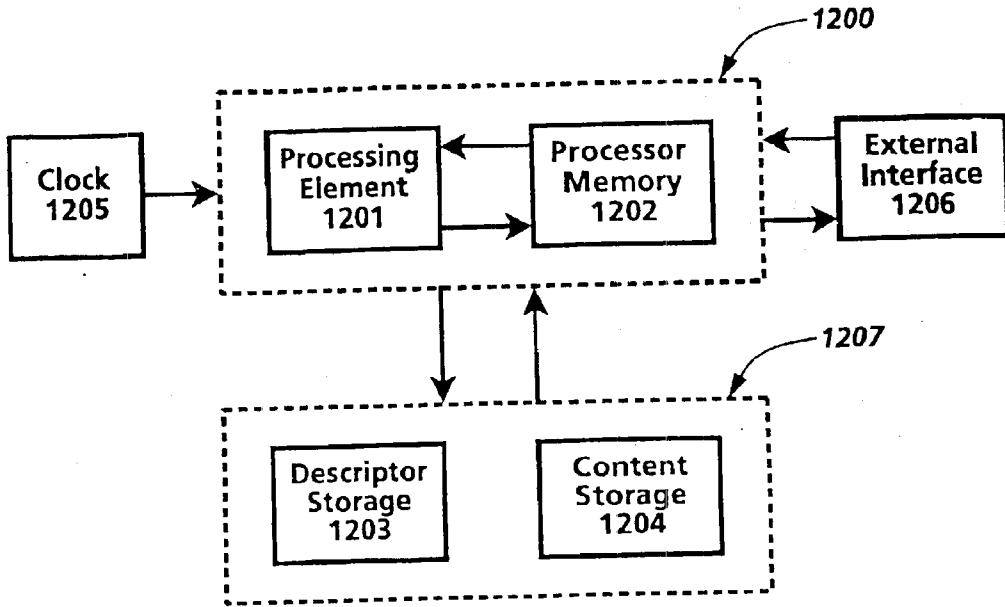 1200
Clock
1205
Processing
Element
1201
Processor
Memory
1202
External
Interface
1206
1207
Descriptor
Storage
1203
Content
Storage
1204